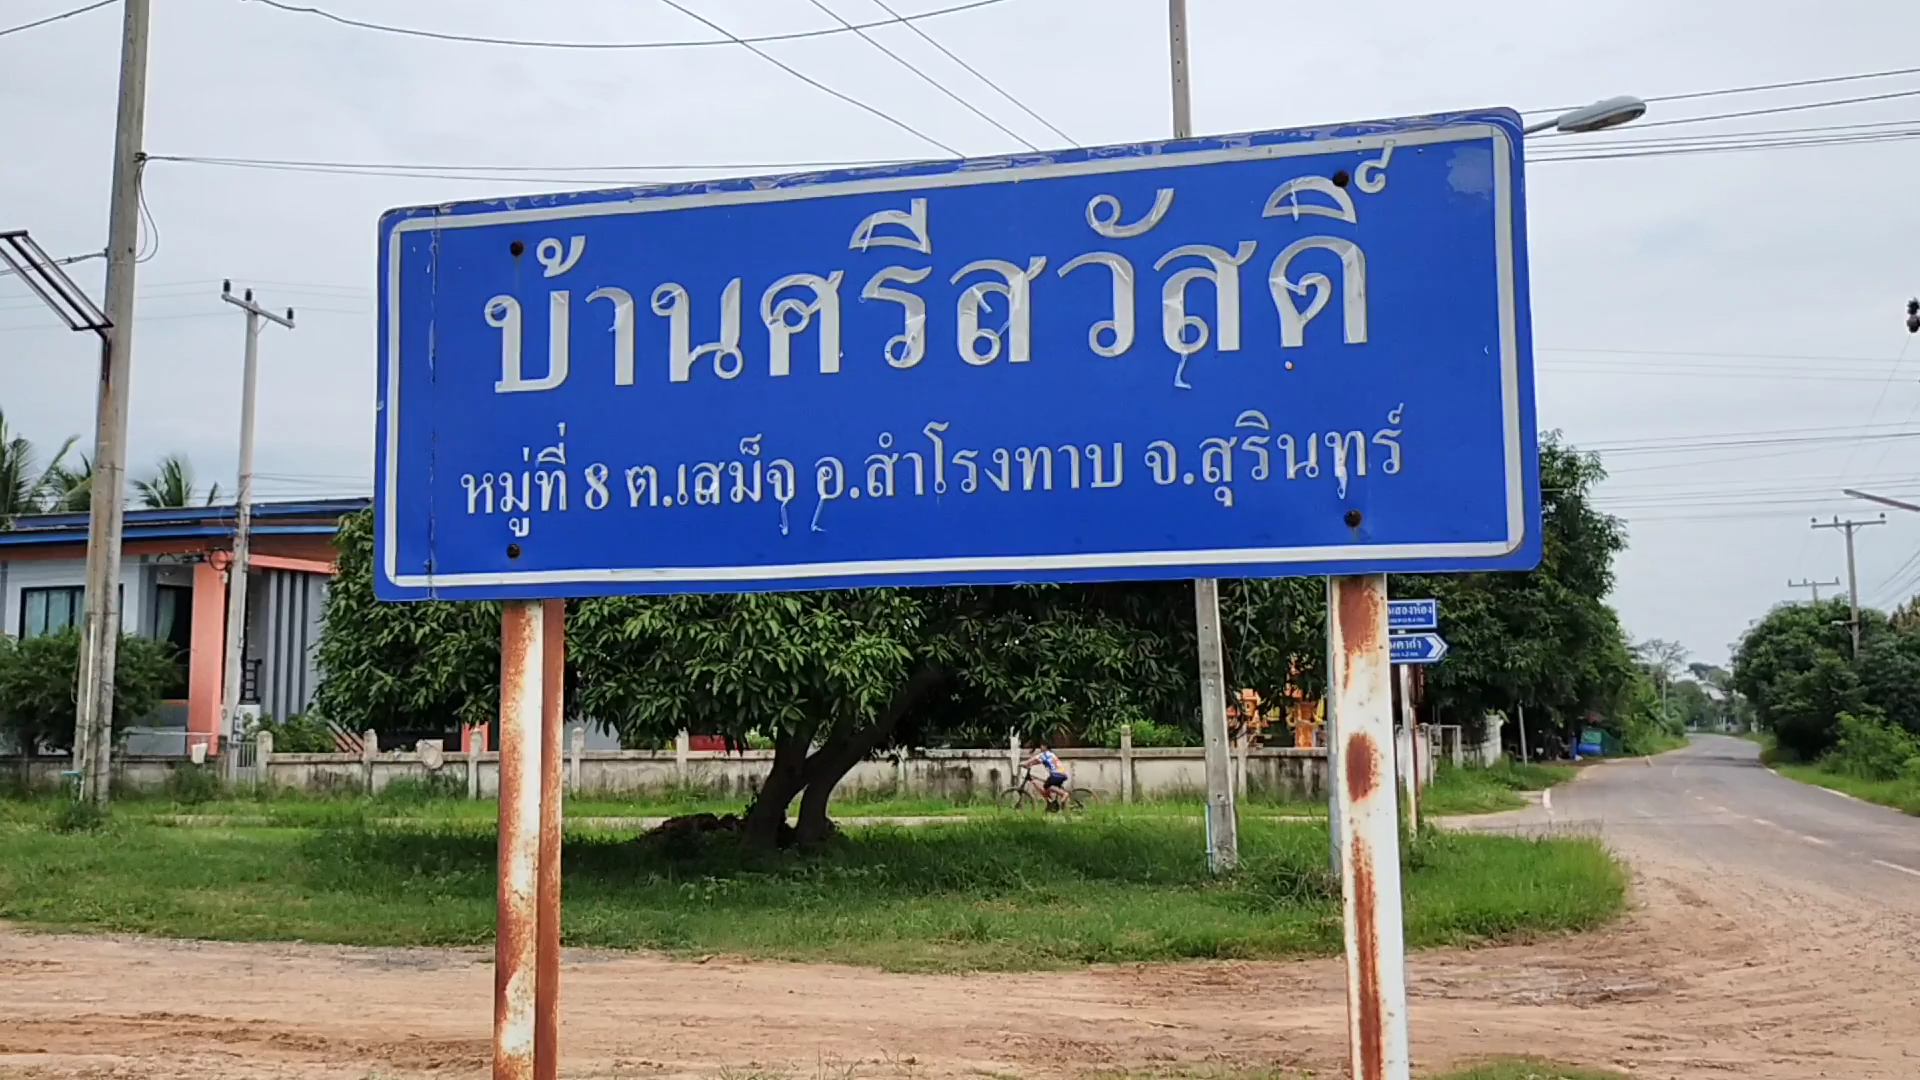 บ้านศรีสวัสดิ์
หมู่ที่ 8 ต.เสม็จ อ.สำโรงทาบ จ.สุรินทร์